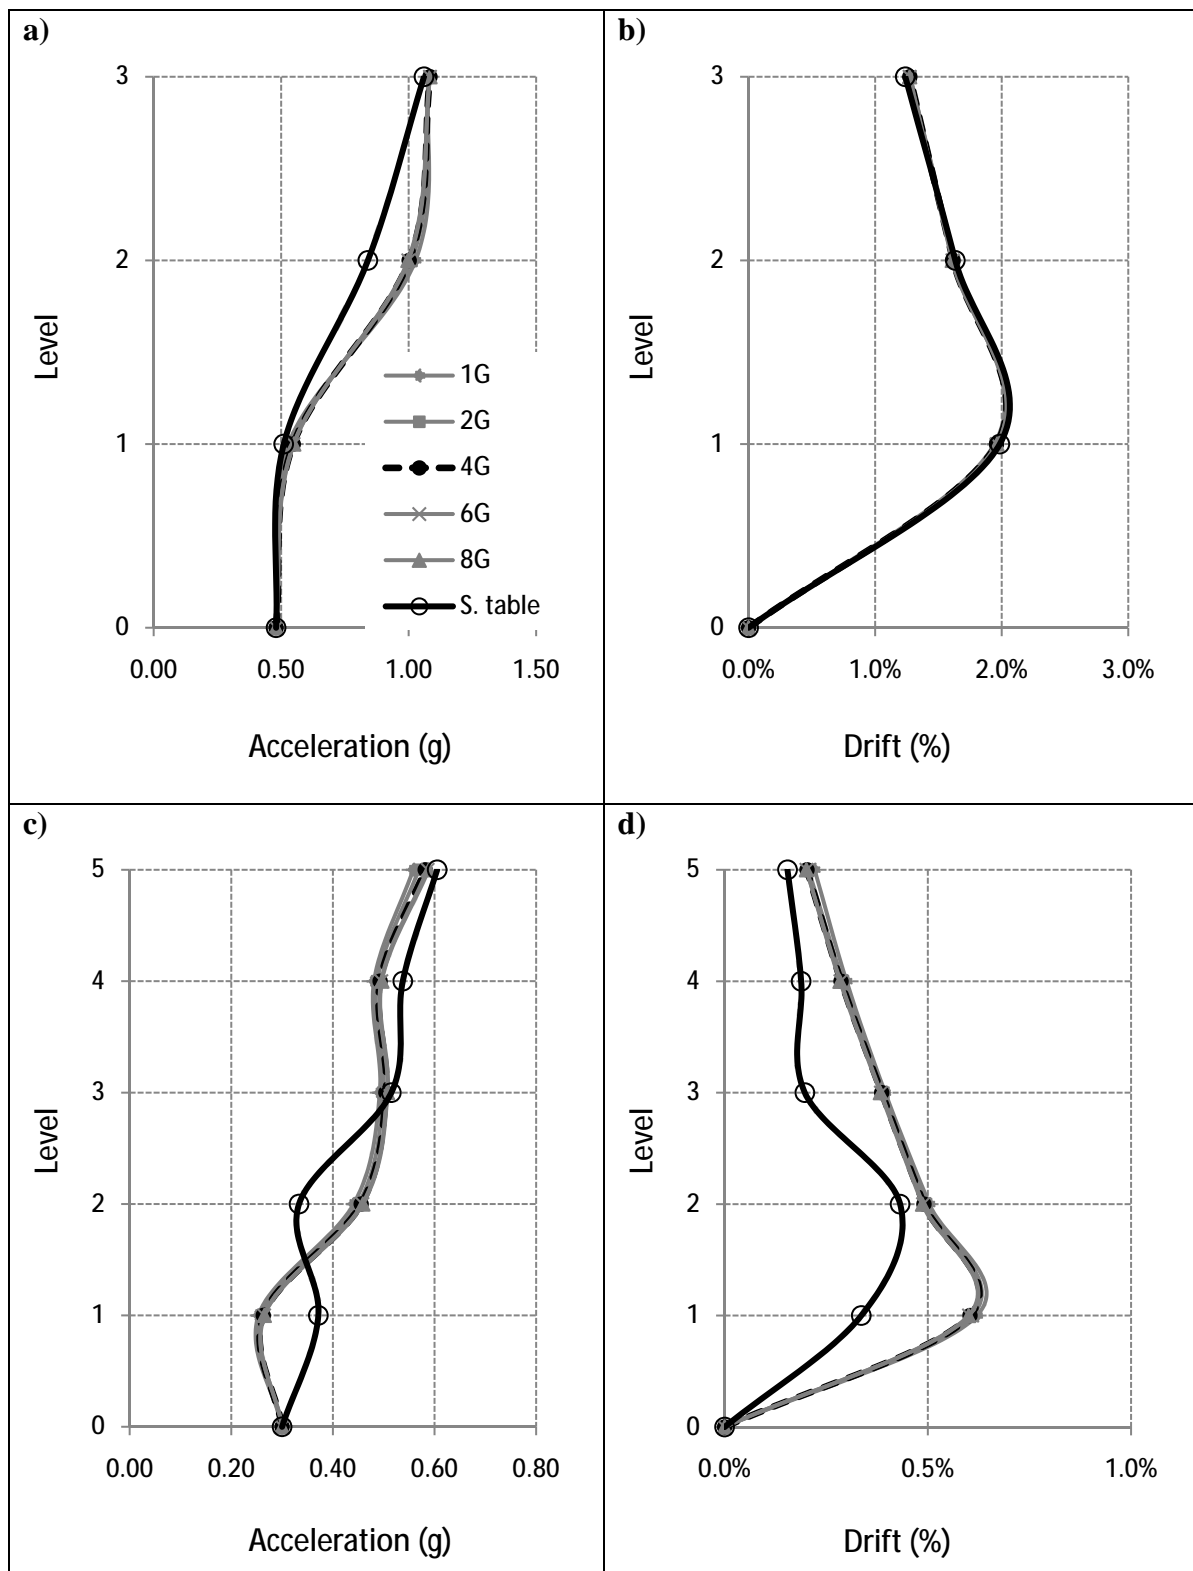 a)
3
2
1
0
Level
1G
2G
4G
6G
8G
S. table
0.00 0.50 1.00 1.50
Acceleration (g)
b)
3
2
1
0
Level
0.0% 1.0% 2.0% 3.0%
Drift (%)
c)
5
4
3
2
1
0
Level
0.00 0.20 0.40 0.60 0.80
Acceleration (g)
d)
5
4
3
2
1
0
Level
0.0% 0.5% 1.0%
Drift (%)